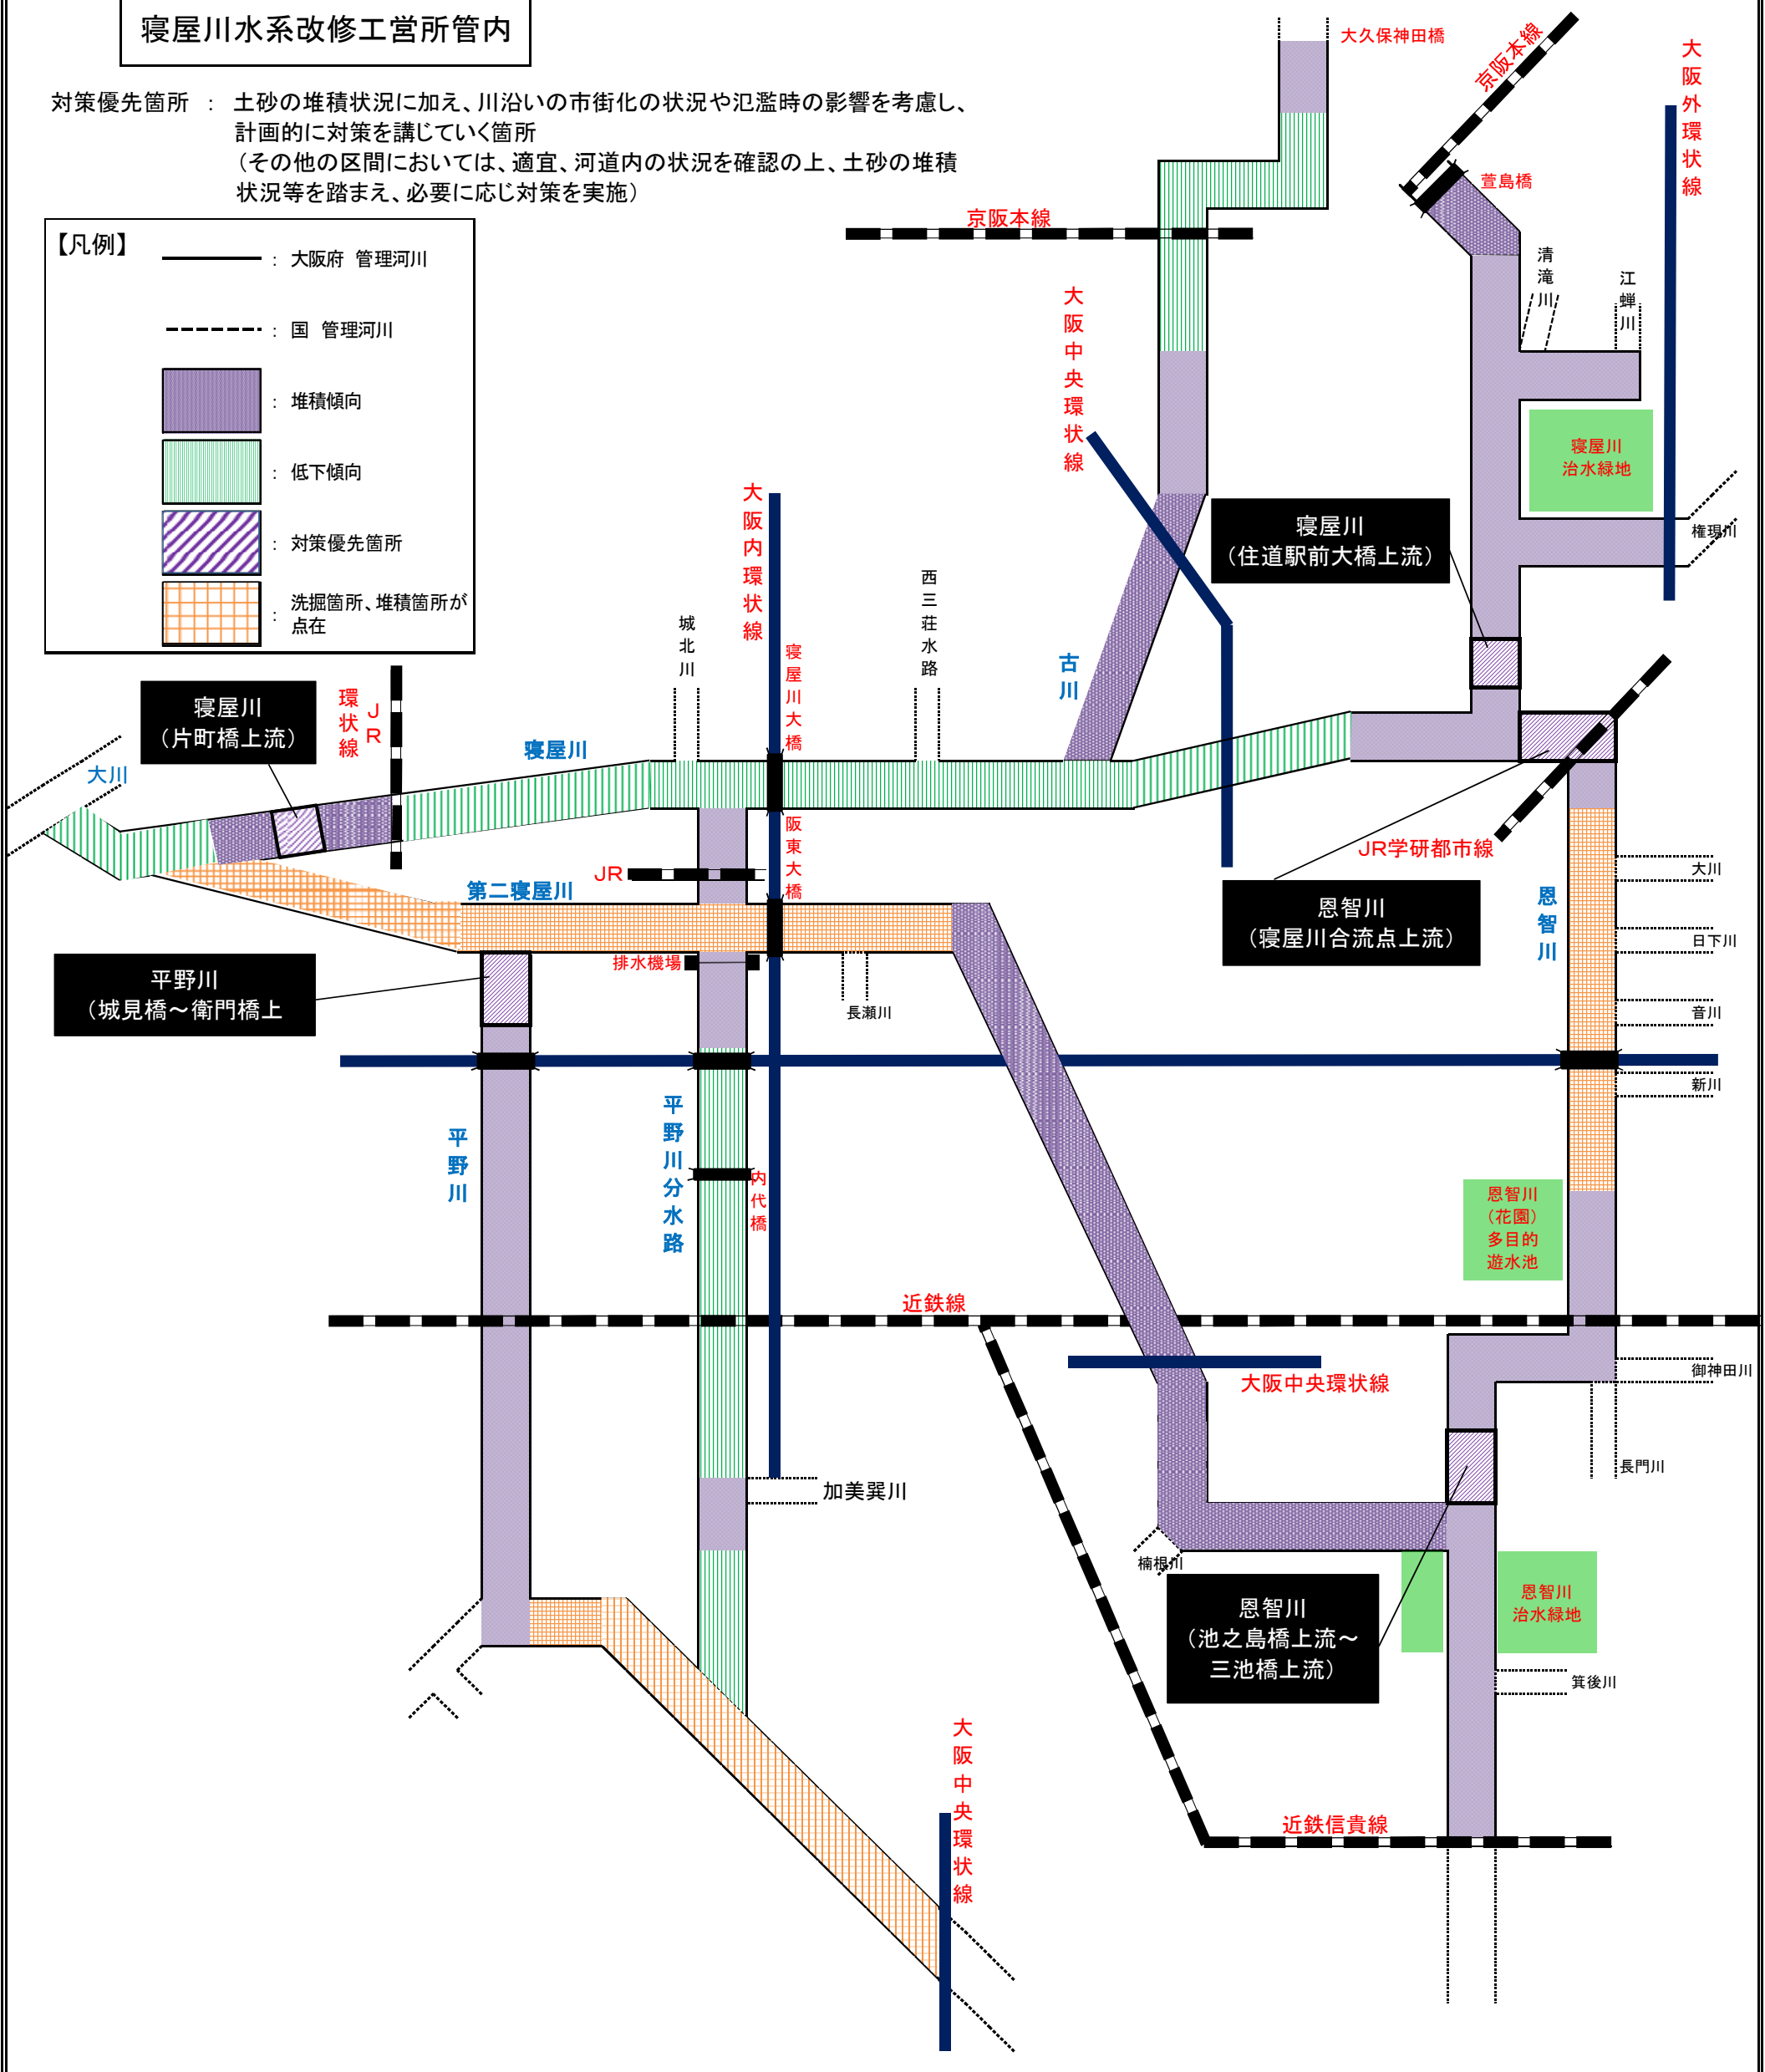 寝屋川水系改修工営所管内
対策優先箇所 : 土砂の堆積状況に加え、川沿いの市街化の状況や氾濫時の影響を考慮し、
計画的に対策を講じていく箇所
(その他の区間においては、適宜、河道内の状況を確認の上、土砂の堆積
状況等を踏まえ、必要に応じ対策を実施)
【凡例】
: 大阪府 管理河川
: 国 管理河川
: 堆積傾向
: 低下傾向
: 対策優先箇所
: 洗掘箇所、堆積箇所が
点在
大久保神田橋
京阪本線
大阪外環状線
萱島橋
京阪本線
清滝川
江蝉川
大阪中央環状線
寝屋川
治水緑地
権現川
寝屋川
(住道駅前大橋上流)
大阪内環状線
城北川
西三荘水路
寝屋川大橋
古川
寝屋川
(片町橋上流)
JR
環状線
寝屋川
大川
阪東大橋
JR
第二寝屋川
JR学研都市線
大川
恩智川
(寝屋川合流点上流)
恩智川
日下川
排水機場
平野川
(城見橋~衛門橋上
長瀬川
音川
新川
平野川
平野川分水路
内代橋
恩智川
(花園)
多目的
遊水池
近鉄線
御神田川
大阪中央環状線
長門川
加美巽川
楠根川
恩智川
(池之島橋上流~
三池橋上流)
恩智川
治水緑地
箕後川
大阪中央環状線
近鉄信貴線